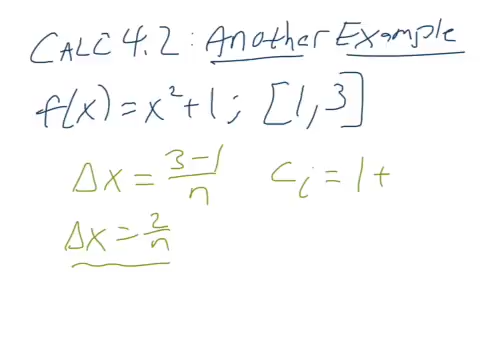 CALC 4.2: Another Example
f(x) = x² + 1 ; [1, 3]
Δx = (3 - 1)/n    cᵢ = 1 +
Δx = 2/n